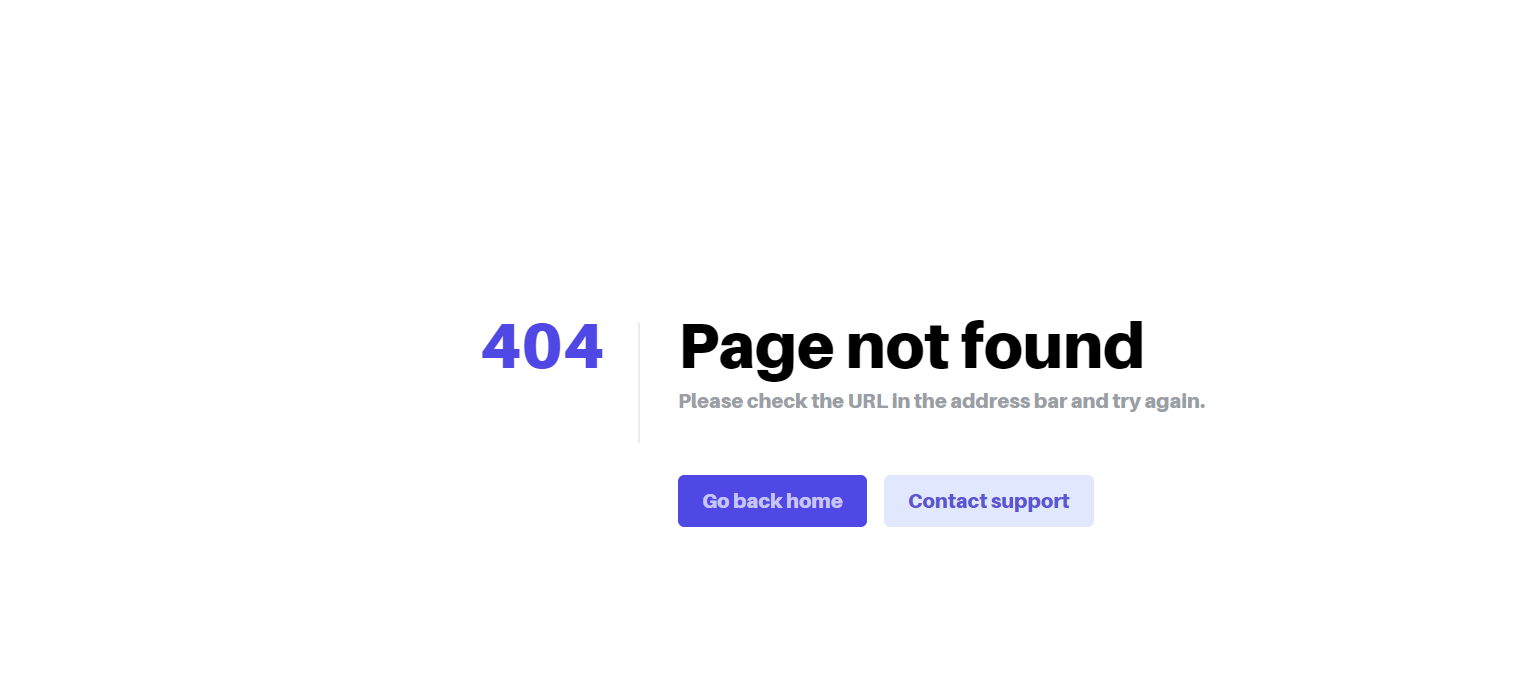 404
Page not found
Please check the URL in the address bar and try again.
Go back home
Contact support